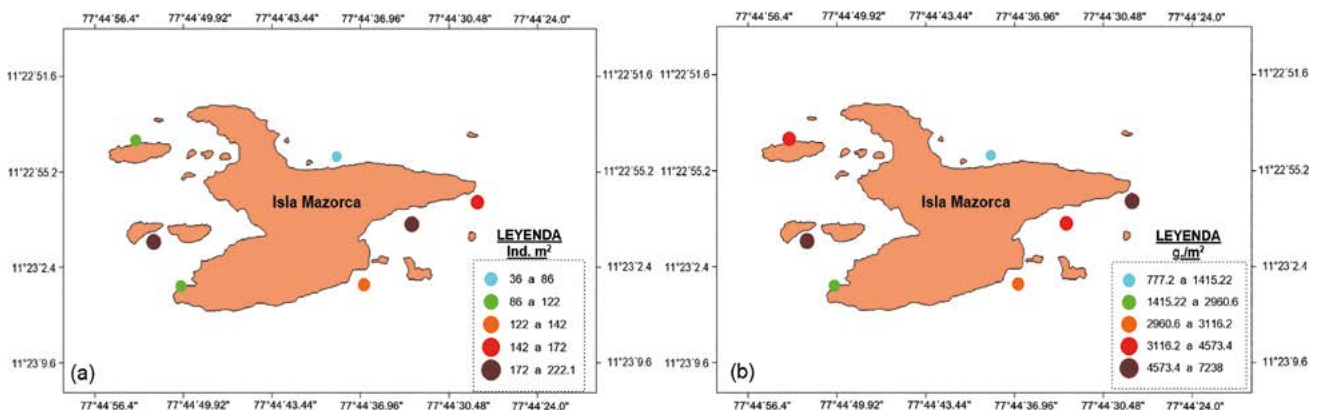 77°44´56.4" 77°44´49.92" 77°44´43.44" 77°44´36.96" 77°44´30.48" 77°44´24.0"
11°22´51.6
11°22´55.2
11°23´2.4
11°23´9.6
Isla Mazorca
LEYENDA
Ind. m²
36 a 86
86 a 122
122 a 142
142 a 172
172 a 222.1
(a)
11°22´51.6
11°22´55.2
11°23´2.4
11°23´9.6
77°44´56.4" 77°44´49.92" 77°44´43.44" 77°44´36.96" 77°44´30.48" 77°44´24.0"
77°44´56.4" 77°44´49.92" 77°44´43.44" 77°44´36.96" 77°44´30.48" 77°44´24.0"
11°22´51.6
11°22´55.2
11°23´2.4
11°23´9.6
Isla Mazorca
LEYENDA
g./m²
777.2 a 1415.22
1415.22 a 2960.6
2960.6 a 3116.2
3116.2 a 4573.4
4573.4 a 7238
(b)
11°22´51.6
11°22´55.2
11°23´2.4
11°23´9.6
77°44´56.4" 77°44´49.92" 77°44´43.44" 77°44´36.96" 77°44´30.48" 77°44´24.0"